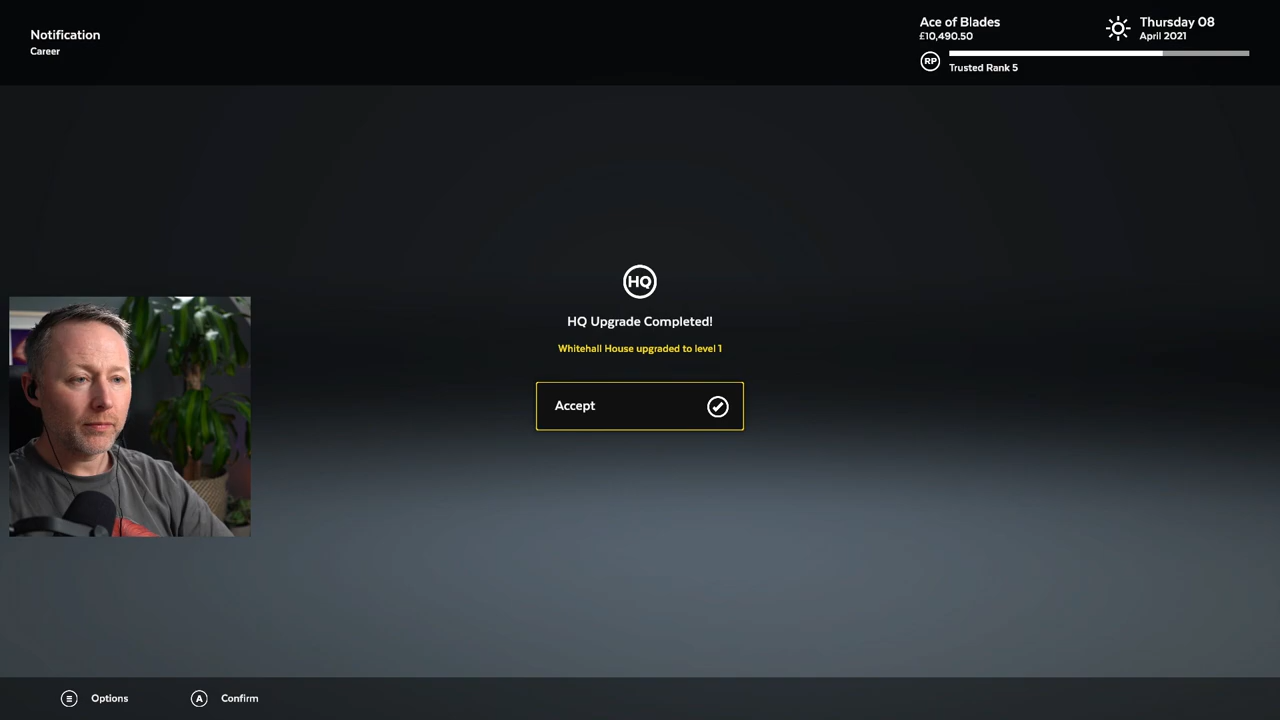 Notification
Career
Ace of Blades
£10,490.50
Thursday 08
April 2021
RP
Trusted Rank 5
HQ
HQ Upgrade Completed!
Whitehall House upgraded to level 1
Accept
Options
A Confirm